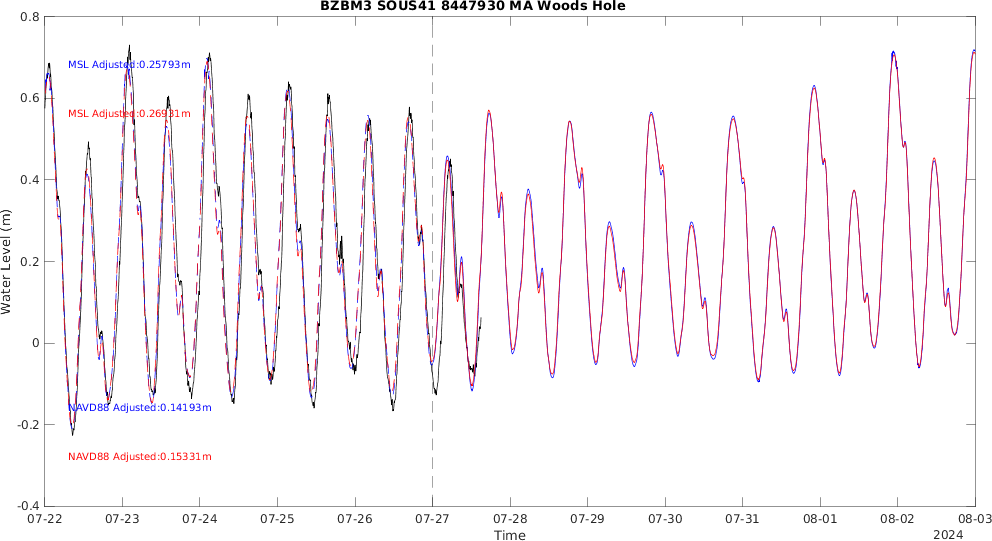 BZBM3 SOUS41 8447930 MA Woods Hole
0.8
MSL Adjusted:0.25793m
0.6
MSL Adjusted:0.26931m
0.4
Water Level (m)
0.2
0
NAVD88 Adjusted:0.14193m
-0.2
NAVD88 Adjusted:0.15331m
-0.4
07-22 07-23 07-24 07-25 07-26 07-27 07-28 07-29 07-30 07-31 08-01 08-02 08-03
Time
2024